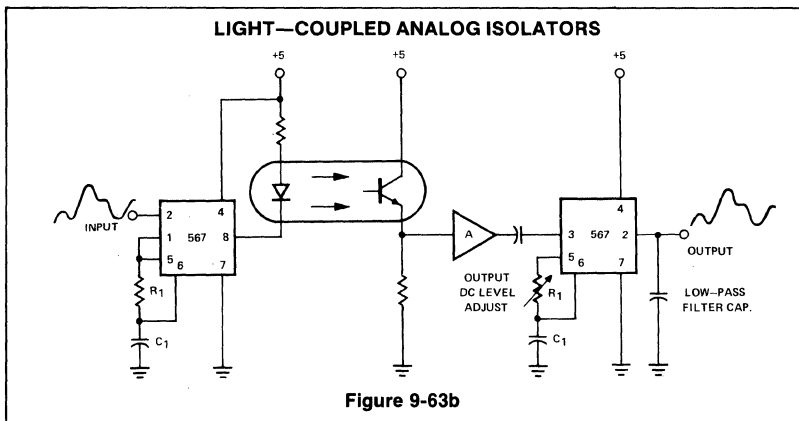 LIGHT—COUPLED ANALOG ISOLATORS
+5
+5
+5
INPUT
2
4
1
567
8
5
6
7
R1
C1
A
OUTPUT
DC LEVEL
ADJUST
4
3
567
2
5
6
7
R1
C1
OUTPUT
LOW—PASS
FILTER CAP.
Figure 9-63b